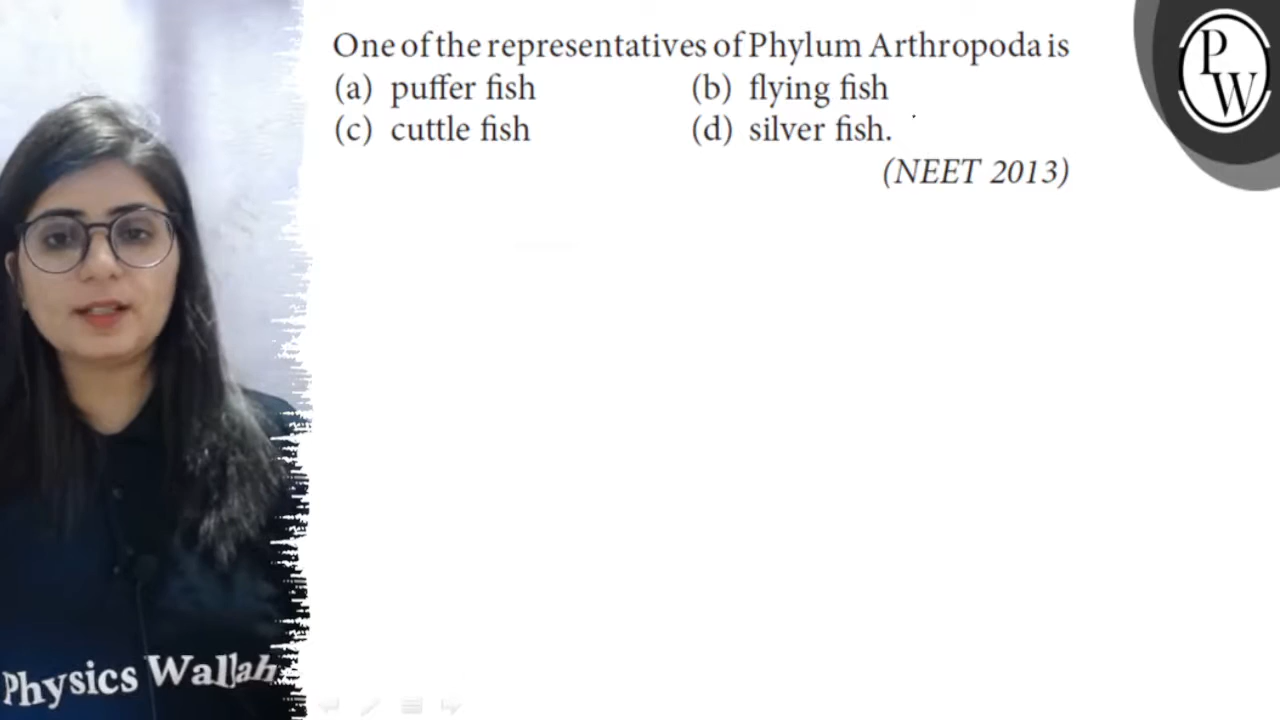 One of the representatives of Phylum Arthropoda is
(a) puffer fish (b) flying fish
(c) cuttle fish (d) silver fish.
(NEET 2013)
P
W
Physics Wallah